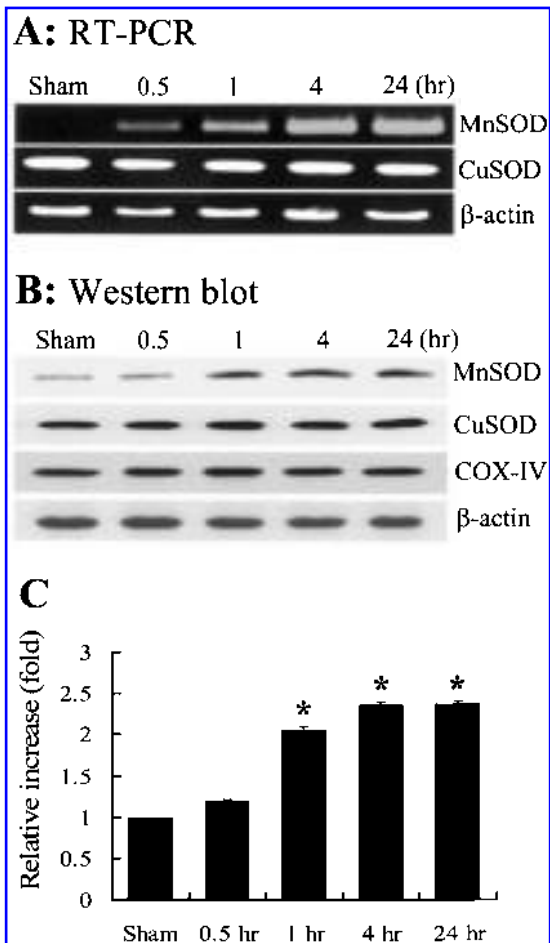 A: RT-PCR
Sham 0.5 1 4 24 (hr)
MnSOD
CuSOD
β-actin
B: Western blot
Sham 0.5 1 4 24 (hr)
MnSOD
CuSOD
COX-IV
β-actin
C
Relative increase (fold)
3
2.5
2
1.5
1
0.5
0
* * *
Sham 0.5 hr 1 hr 4 hr 24 hr